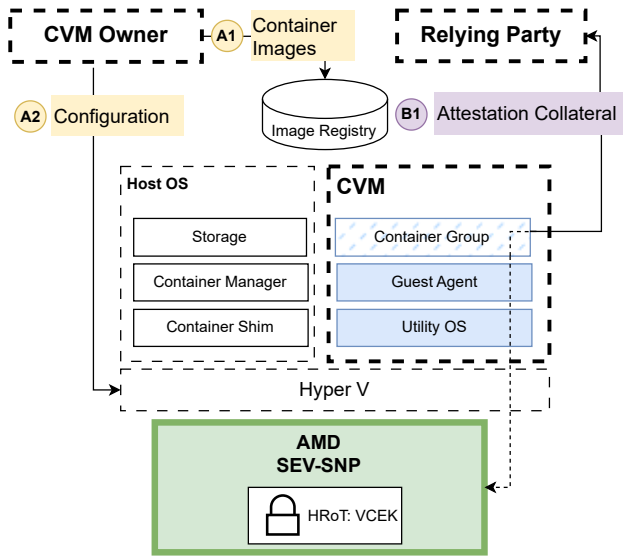 CVM Owner
A1
Container
Images
Relying Party
A2
Configuration
Image Registry
B1
Attestation Collateral
Host OS
CVM
Storage
Container Group
Container Manager
Guest Agent
Container Shim
Utility OS
Hyper V
AMD
SEV-SNP
HRoT: VCEK